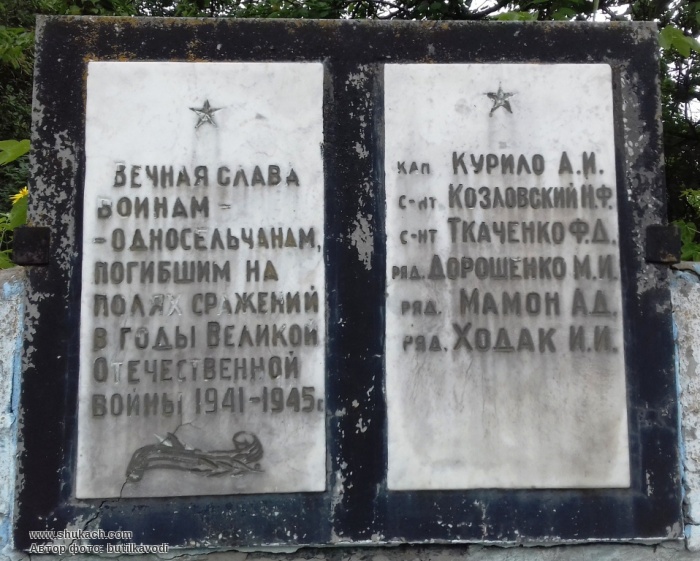 Вечная слава
воинам -
- односельчанам,
погибшим на
полях сражений
в годы Великой
Отечественной
войны 1941-1945г
кап Курило А.И.
с-лт Козловский П.Ф.
с-нт Ткаченко Ф.Д.
ряд. Дорошенко М.И.
ряд. Мамон А.Д.
ряд. Ходак И.И.
www.shukach.com
Автор фото: butilkavodi